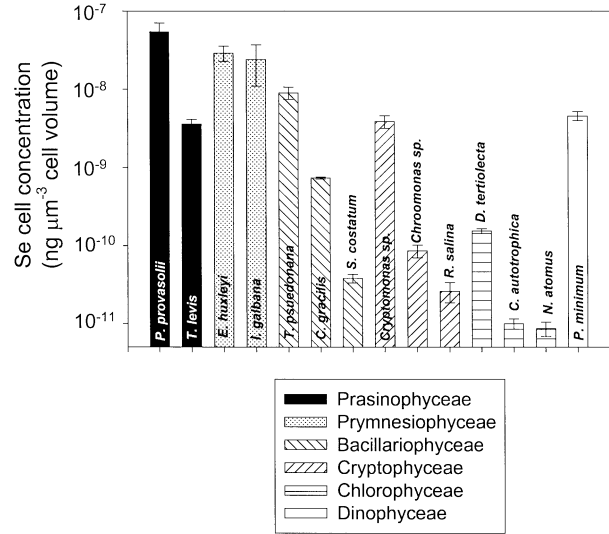 Se cell concentration
(ng μm⁻³ cell volume)
10⁻⁷
10⁻⁸
10⁻⁹
10⁻¹⁰
10⁻¹¹
P. provasolii
T. levis
E. huxleyi
I. galbana
T. psuedonana
C. gracilis
S. costatum
Cryptomonas sp.
Chroomonas sp.
R. salina
D. tertiolecta
C. autotrophica
N. atomus
P. minimum
Prasinophyceae
Prymnesiophyceae
Bacillariophyceae
Cryptophyceae
Chlorophyceae
Dinophyceae